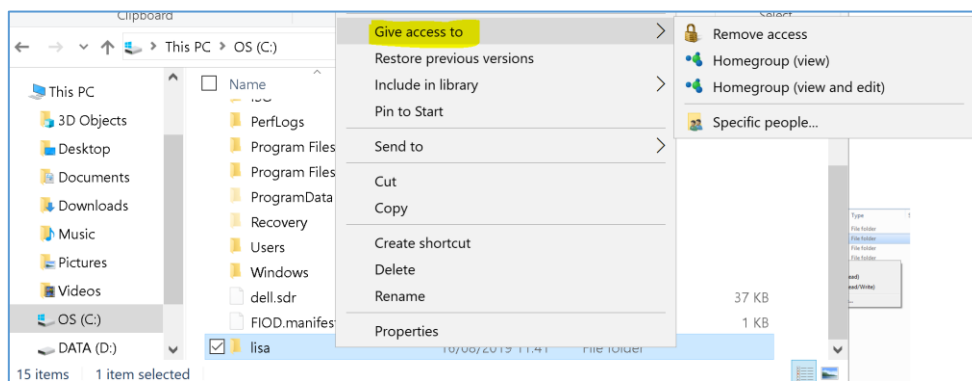 Clipboard
Select
This PC > OS (C:)
This PC
3D Objects
Desktop
Documents
Downloads
Music
Pictures
Videos
OS (C:)
DATA (D:)
Name
PerfLogs
Program Files
Program Files
ProgramData
Recovery
Users
Windows
dell.sdr
37 KB
FIOD.manifes
1 KB
lisa
16/08/2019 11:41
File folder
Give access to
Restore previous versions
Include in library
Pin to Start
Send to
Cut
Copy
Create shortcut
Delete
Rename
Properties
Remove access
Homegroup (view)
Homegroup (view and edit)
Specific people...
Type
File folder
File folder
File folder
File folder
ead)
ead/Write)
15 items
1 item selected